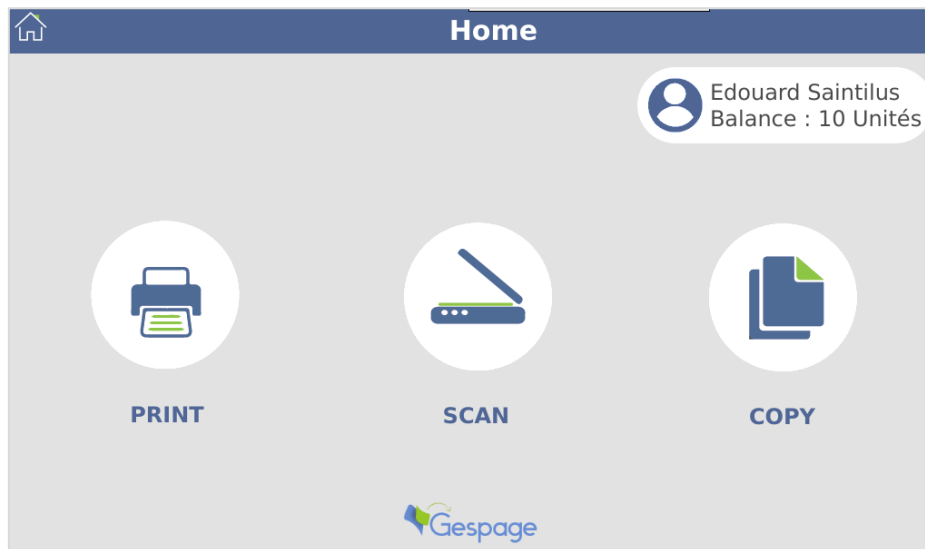 Home
Edouard Saintilus
Balance : 10 Unités
PRINT
SCAN
COPY
Gespage